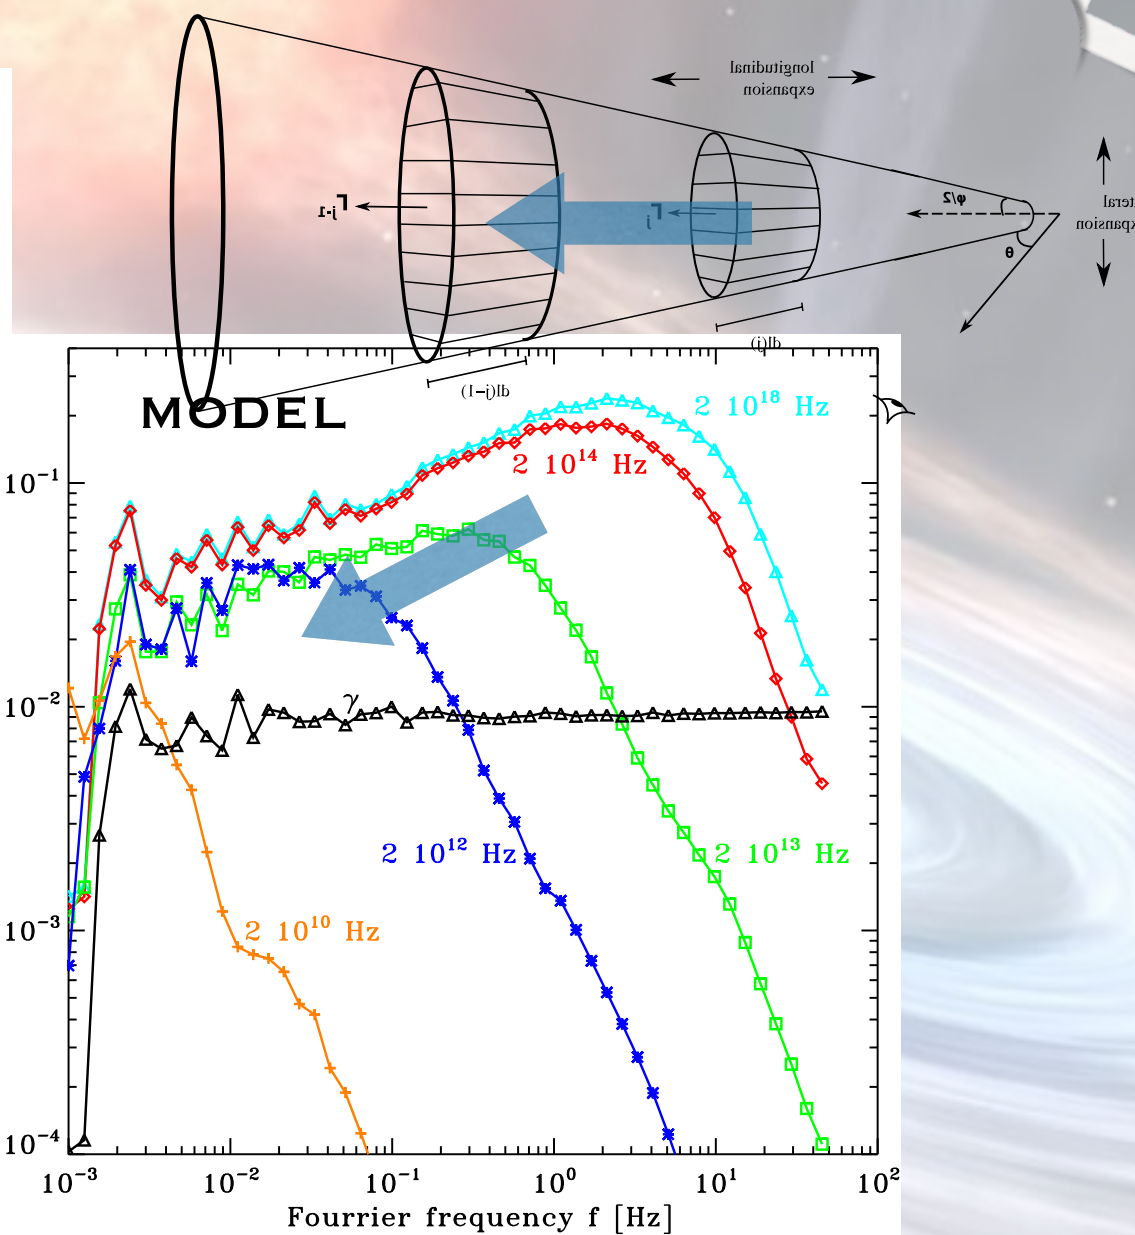 longitudinal
expansion
φ/2
Γj-1
Γj
θ
dl(j)
dl(j−1)
MODEL
2 10¹⁸ Hz
2 10¹⁴ Hz
γ
2 10¹² Hz
2 10¹³ Hz
2 10¹⁰ Hz
10⁻¹
10⁻²
10⁻³
10⁻⁴
10⁻³ 10⁻² 10⁻¹ 10⁰ 10¹ 10²
Fourrier frequency f [Hz]